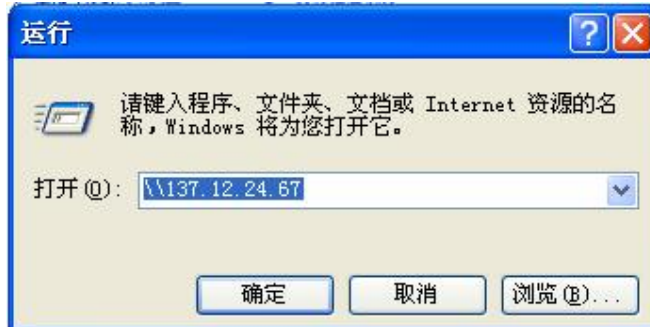 运行
请键入程序、文件夹、文档或 Internet 资源的名
称,Windows 将为您打开它。
打开(O): \\137.12.24.67
确定 取消 浏览(B)...